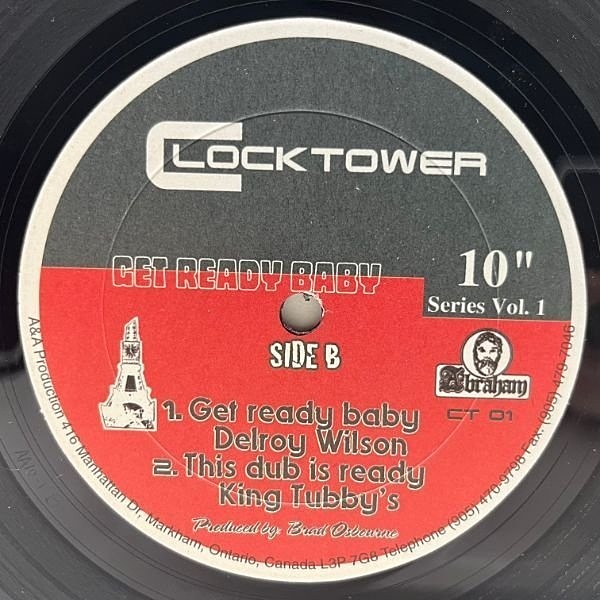 CLOCKTOWER
GET READY BABY
10"
Series Vol. 1
SIDE B
Abraham
CT 01
1. Get ready baby
Delroy Wilson
2. This dub is ready
King Tubby's
Produced by: Brad Osbourne
A&A Production 416 Manhattan Dr, Markham, Ontario, Canada L3P 7G8 Telephone (905) 470-9796 Fax: (905) 479-7046